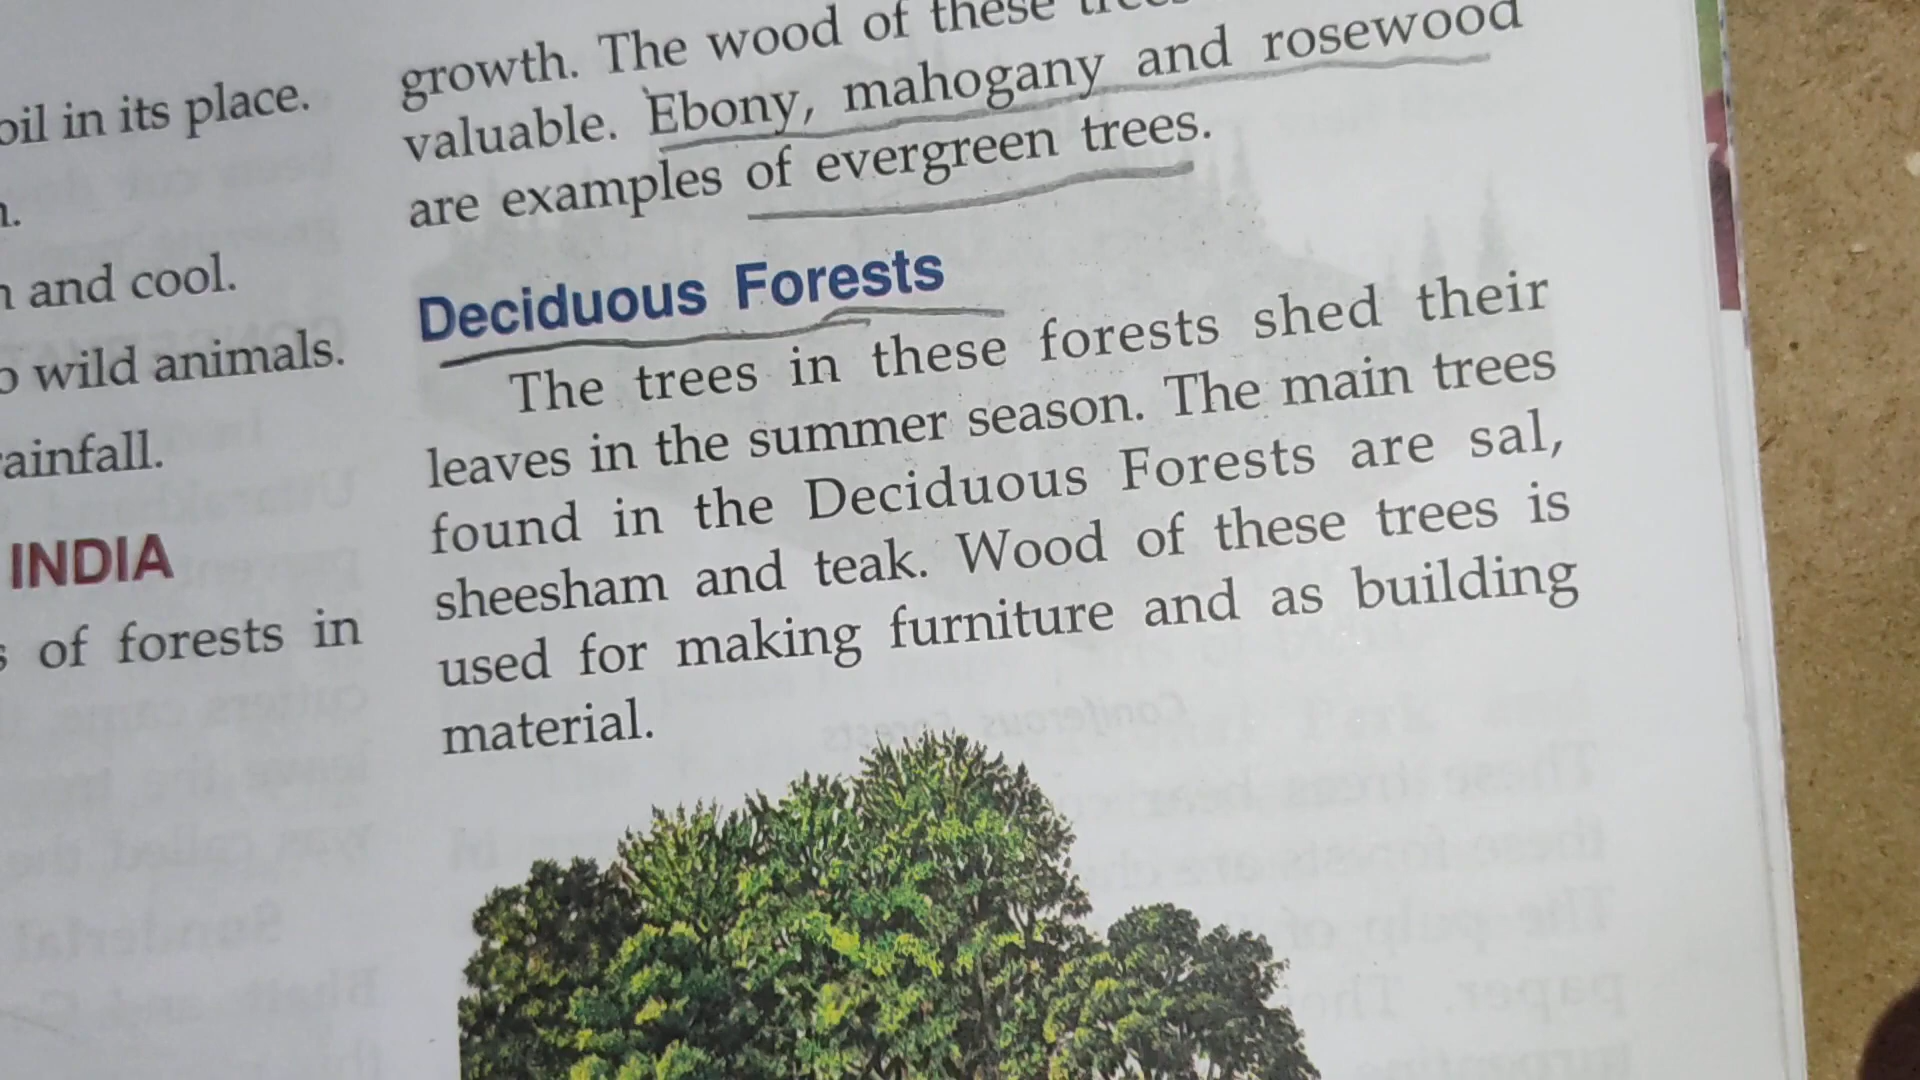 in its place.
and cool.
wild animals.
INDIA
of forests in
growth. The wood of these
valuable. Ebony, mahogany and rosewood
are examples of evergreen trees.
Deciduous Forests
The trees in these forests shed their
leaves in the summer season. The main trees
found in the Deciduous Forests are sal,
sheesham and teak. Wood of these trees is
used for making furniture and as building
material.